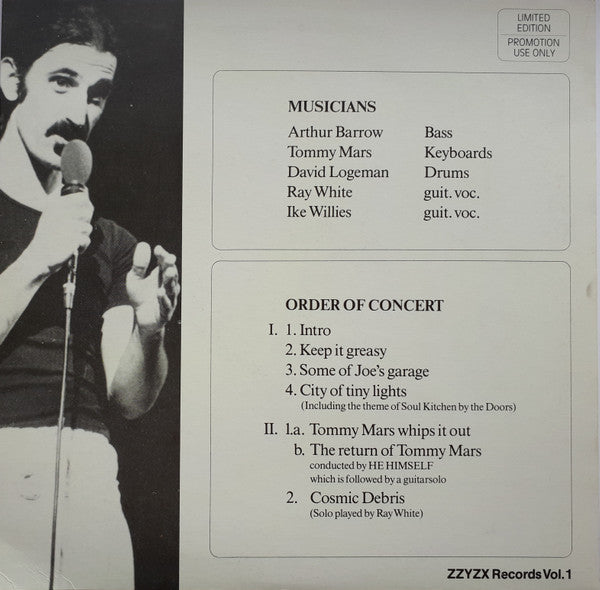 LIMITED
EDITION
PROMOTION
USE ONLY
MUSICIANS
Arthur Barrow Bass
Tommy Mars Keyboards
David Logeman Drums
Ray White guit. voc.
Ike Willies guit. voc.
ORDER OF CONCERT
I. 1. Intro
2. Keep it greasy
3. Some of Joe's garage
4. City of tiny lights
(Including the theme of Soul Kitchen by the Doors)
II. 1.a. Tommy Mars whips it out
b. The return of Tommy Mars
conducted by HE HIMSELF
which is followed by a guitarsolo
2. Cosmic Debris
(Solo played by Ray White)
ZZYZX Records Vol. 1